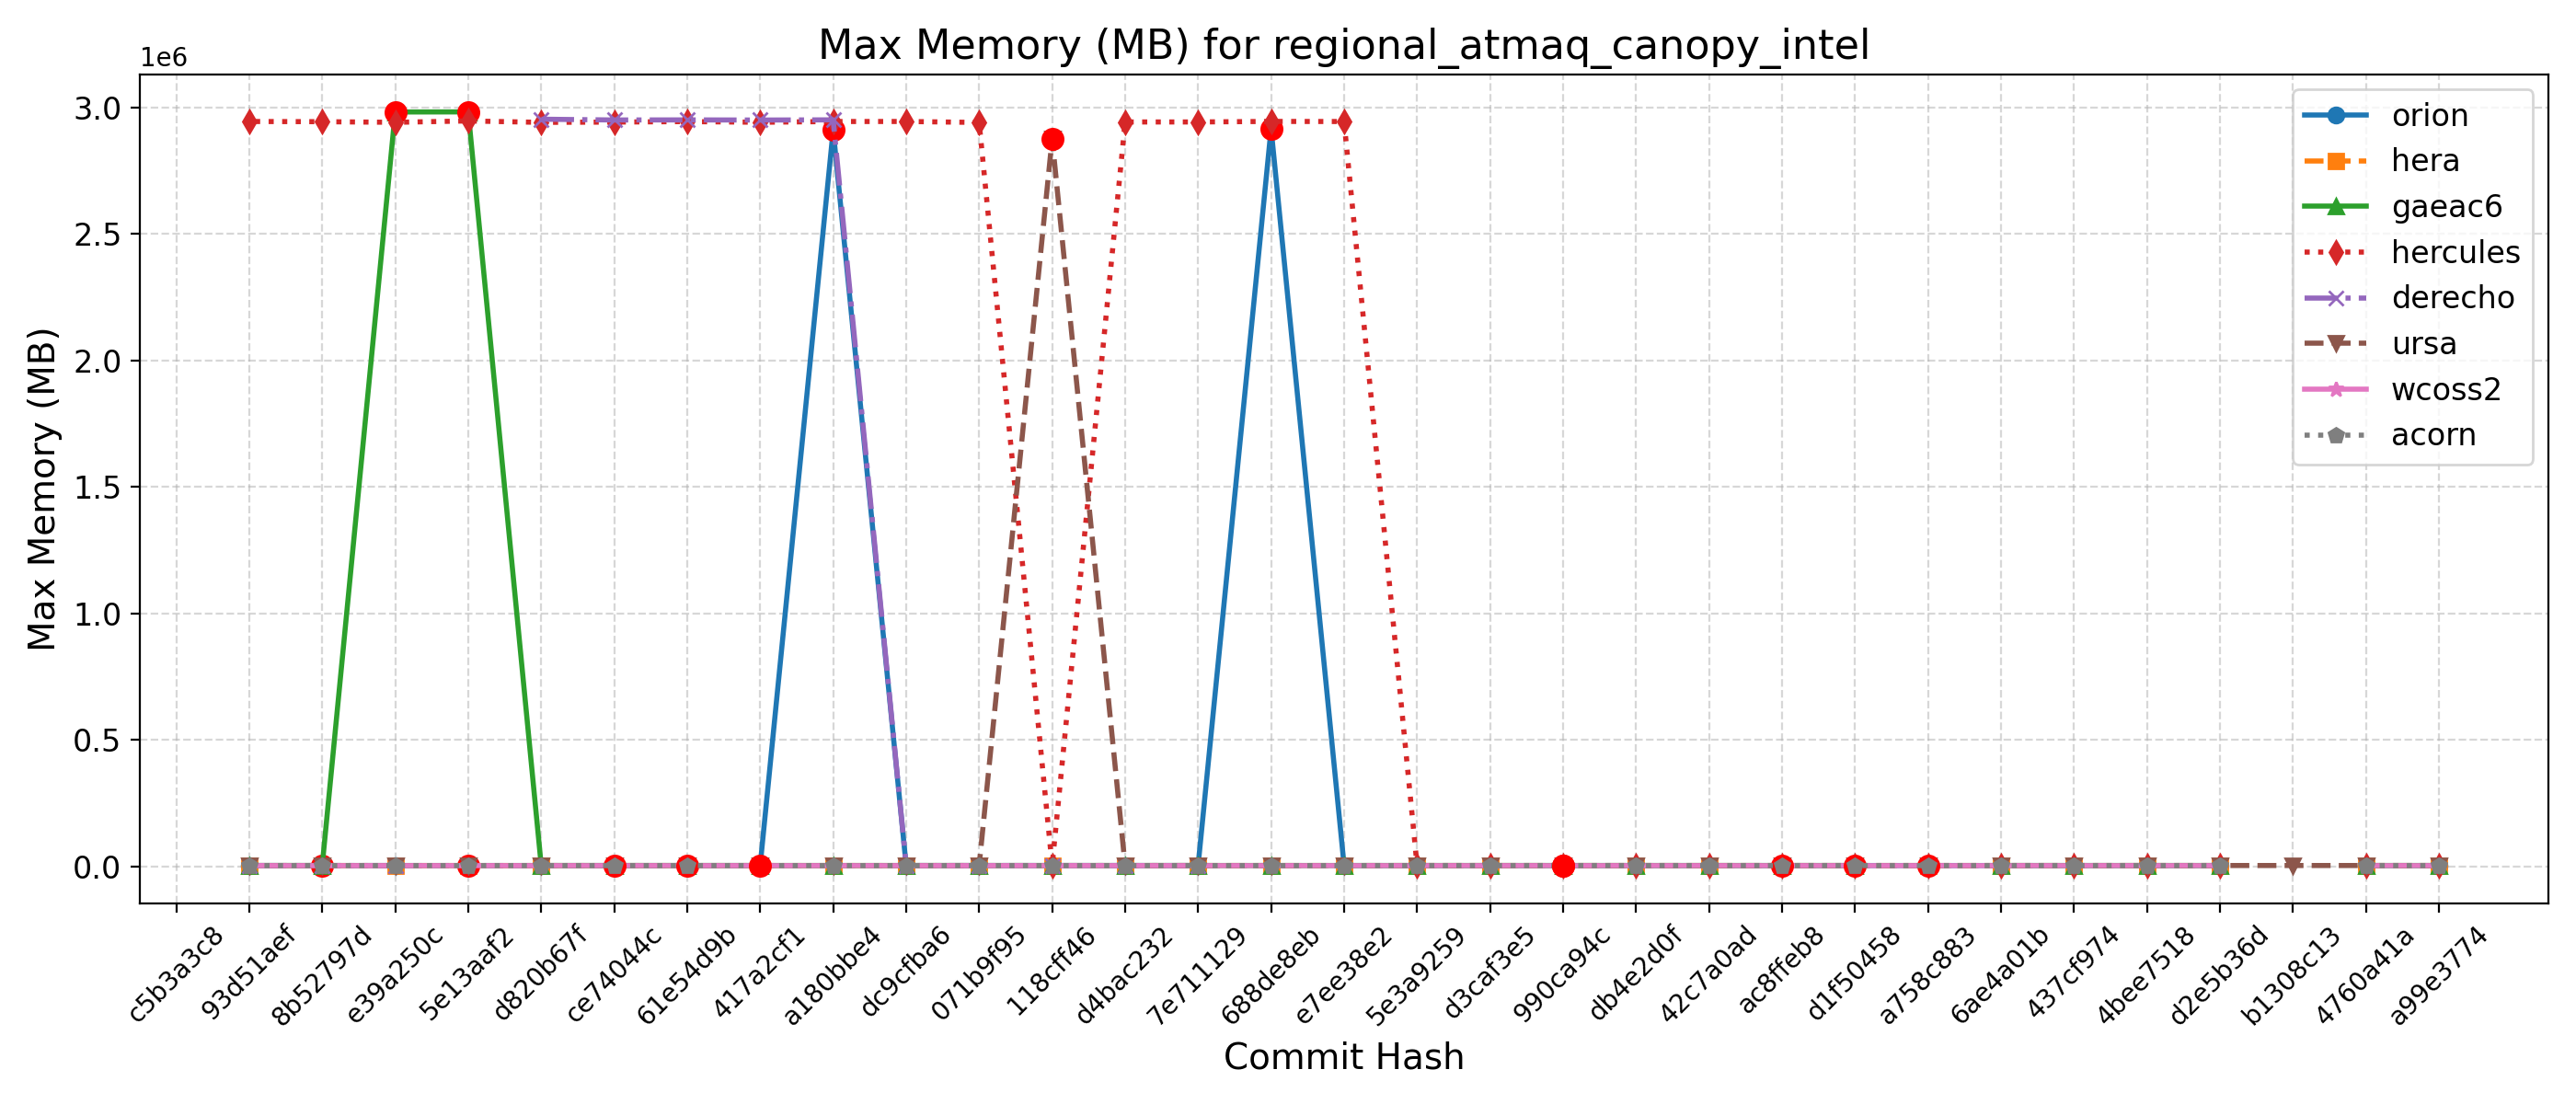 Max Memory (MB) for regional_atmaq_canopy_intel
1e6
3.0
2.5
2.0
1.5
1.0
0.5
0.0
Max Memory (MB)
orion
hera
gaeac6
hercules
derecho
ursa
wcoss2
acorn
c5b3a3c8
93d51aef
8b52797d
e39a250c
5e13aaf2
d820b67f
ce74044c
61e54d9b
417a2cf1
a180bbe4
dc9cfba6
071b9f95
118cff46
d4bac232
7e711129
688de8eb
e7ee38e2
5e3a9259
d3caf3e5
990ca94c
db4e2d0f
42c7a0ad
ac8ffeb8
d1f50458
a758c883
6ae4a01b
437cf974
4bee7518
d2e5b36d
b1308c13
4760a41a
a99e3774
Commit Hash